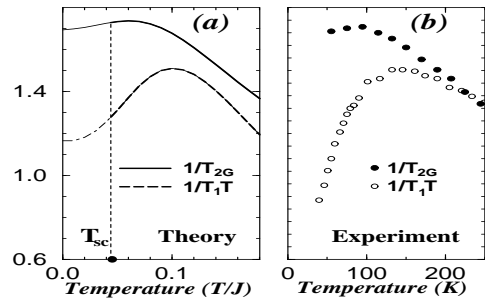 (a)
(b)
1.4
1.0
0.6
1/T2G
1/T1T
Tsc
Theory
1/T2G
1/T1T
Experiment
0.0
0.1
0
100
200
Temperature (T/J)
Temperature (K)